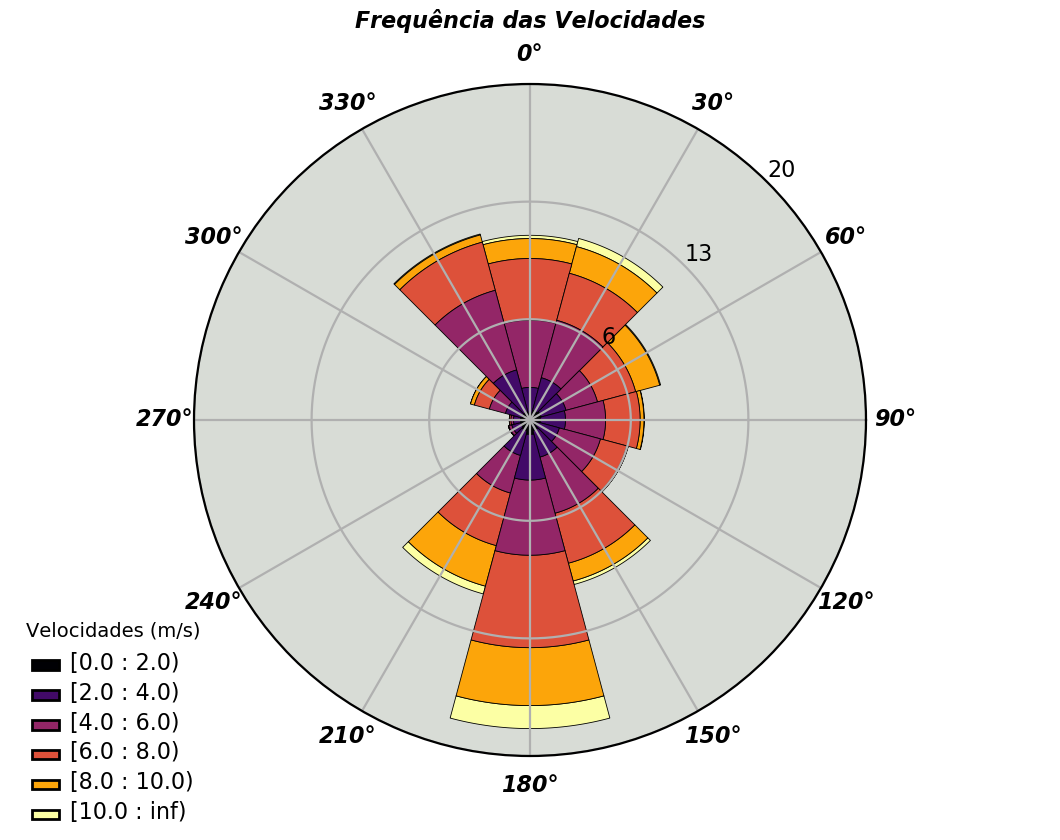 Frequência das Velocidades
0°
330°
30°
20
300°
60°
13
6
270°
90°
240°
120°
210°
150°
180°
Velocidades (m/s)
[0.0 : 2.0)
[2.0 : 4.0)
[4.0 : 6.0)
[6.0 : 8.0)
[8.0 : 10.0)
[10.0 : inf)